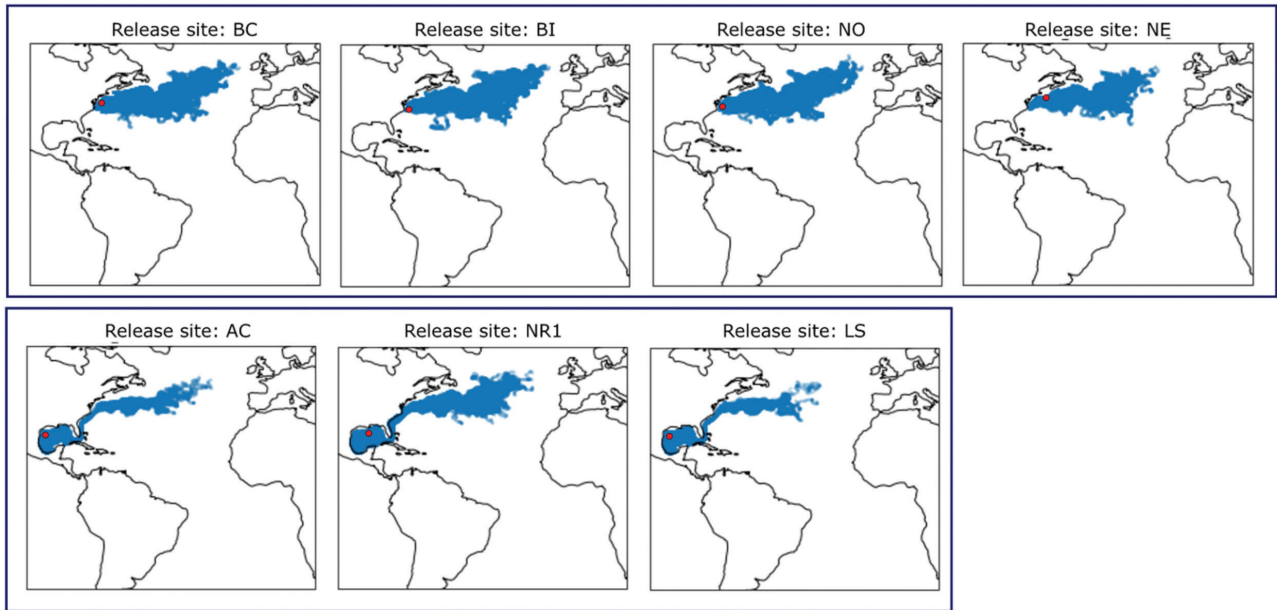 Release site: BC
Release site: BI
Release site: NO
Release site: NE
Release site: AC
Release site: NR1
Release site: LS